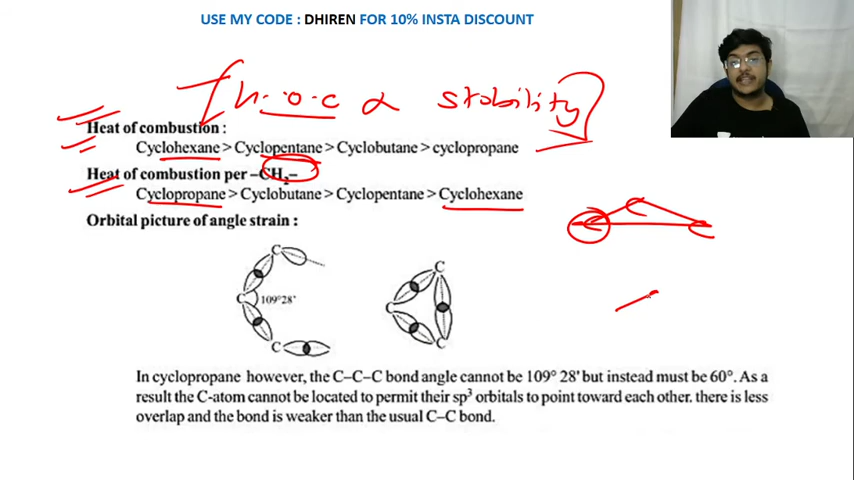 USE MY CODE : DHIREN FOR 10% INSTA DISCOUNT
h.o.c ∝ stability
Heat of combustion :
Cyclohexane > Cyclopentane > Cyclobutane > cyclopropane
Heat of combustion per –CH₂–
Cyclopropane > Cyclobutane > Cyclopentane > Cyclohexane
Orbital picture of angle strain :
C C
C 109°28' C
C C
In cyclopropane however, the C–C–C bond angle cannot be 109° 28' but instead must be 60°. As a
result the C-atom cannot be located to permit their sp³ orbitals to point toward each other. there is less
overlap and the bond is weaker than the usual C–C bond.